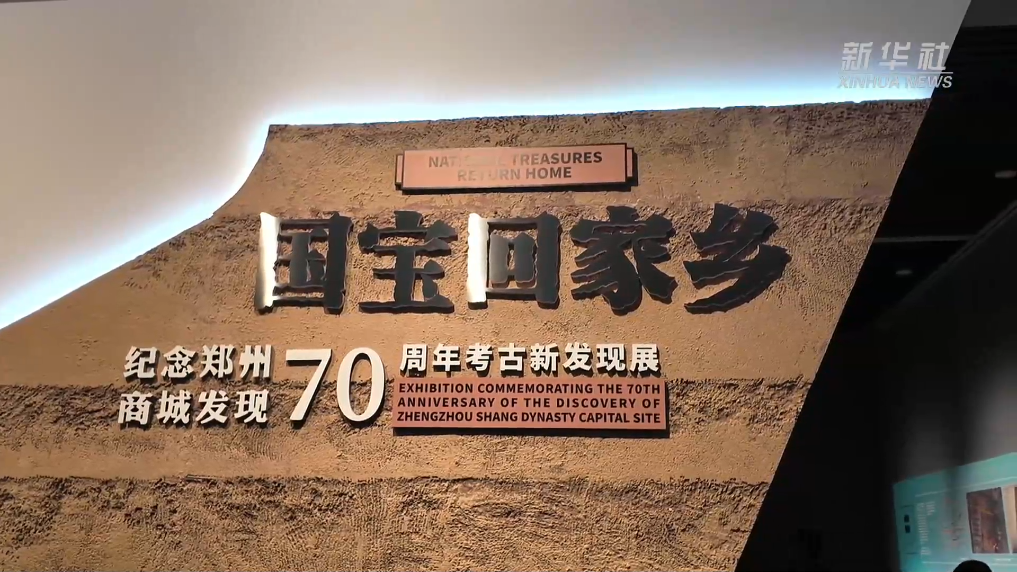 新华社
XINHUA NEWS
NATIONAL TREASURES
RETURN HOME
国宝回家乡
纪念郑州
商城发现
70
周年考古新发现展
EXHIBITION COMMEMORATING THE 70TH
ANNIVERSARY OF THE DISCOVERY OF
ZHENGZHOU SHANG DYNASTY CAPITAL SITE